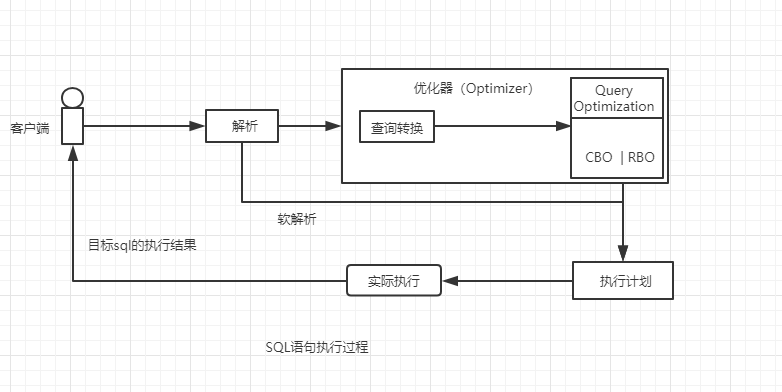 优化器（Optimizer）
Query
Optimization
客户端
解析
查询转换
CBO | RBO
软解析
目标sql的执行结果
实际执行
执行计划
SQL语句执行过程